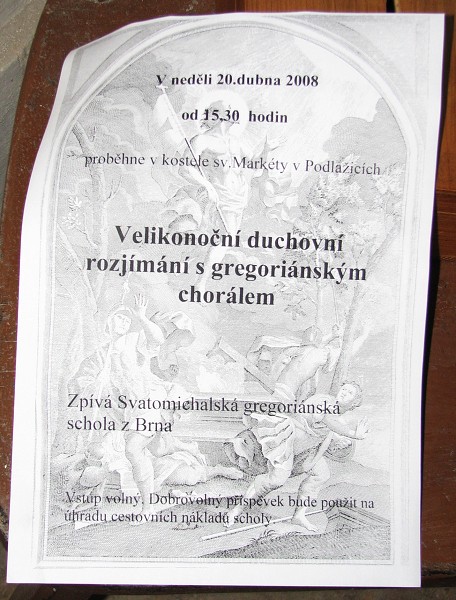 V neděli 20.dubna 2008
od 15.30 hodin
proběhne v kostele sv.Markéty v Podlažicích
Velikonoční duchovní
rozjímání s gregoriánským
chorálem
Zpívá Svatomichalská gregoriánská
schola z Brna
Vstup volný. Dobrovolný příspěvek bude použit na
úhradu cestovních nákladů scholy.